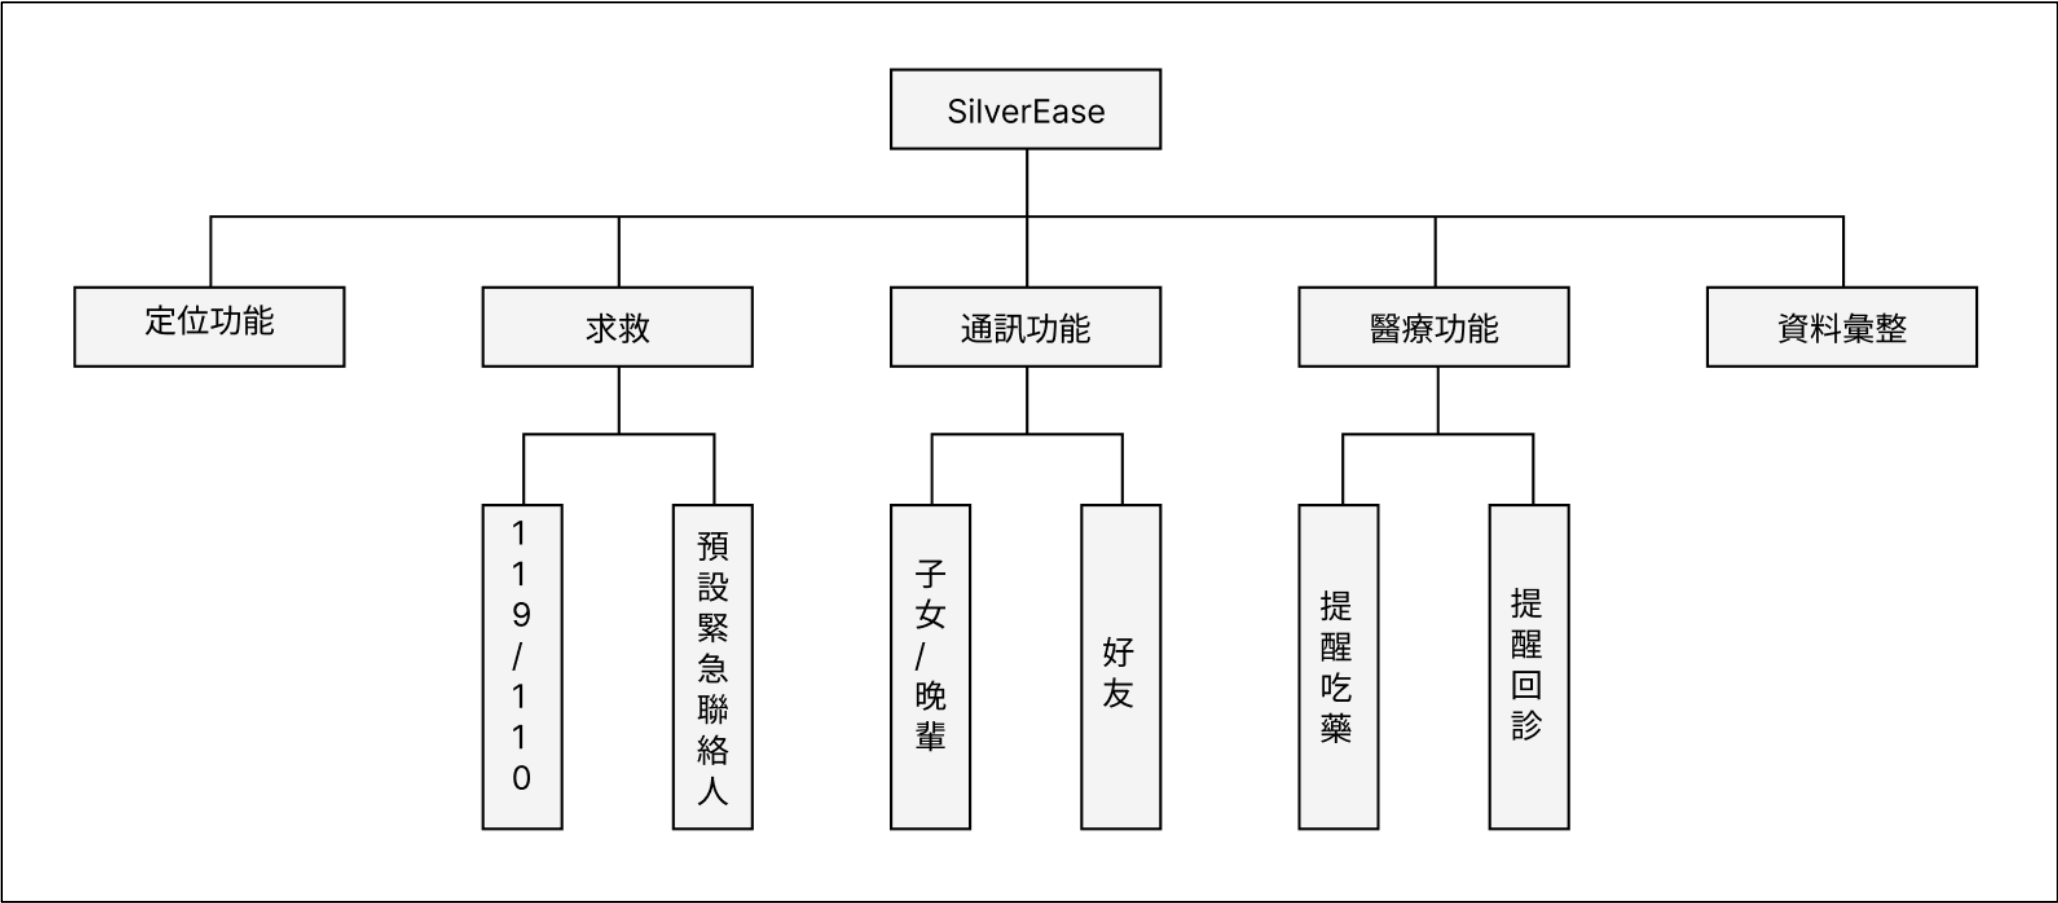 SilverEase
定位功能
求救
通訊功能
醫療功能
資料彙整
119/110
預設緊急聯絡人
子女/晚輩
好友
提醒吃藥
提醒回診